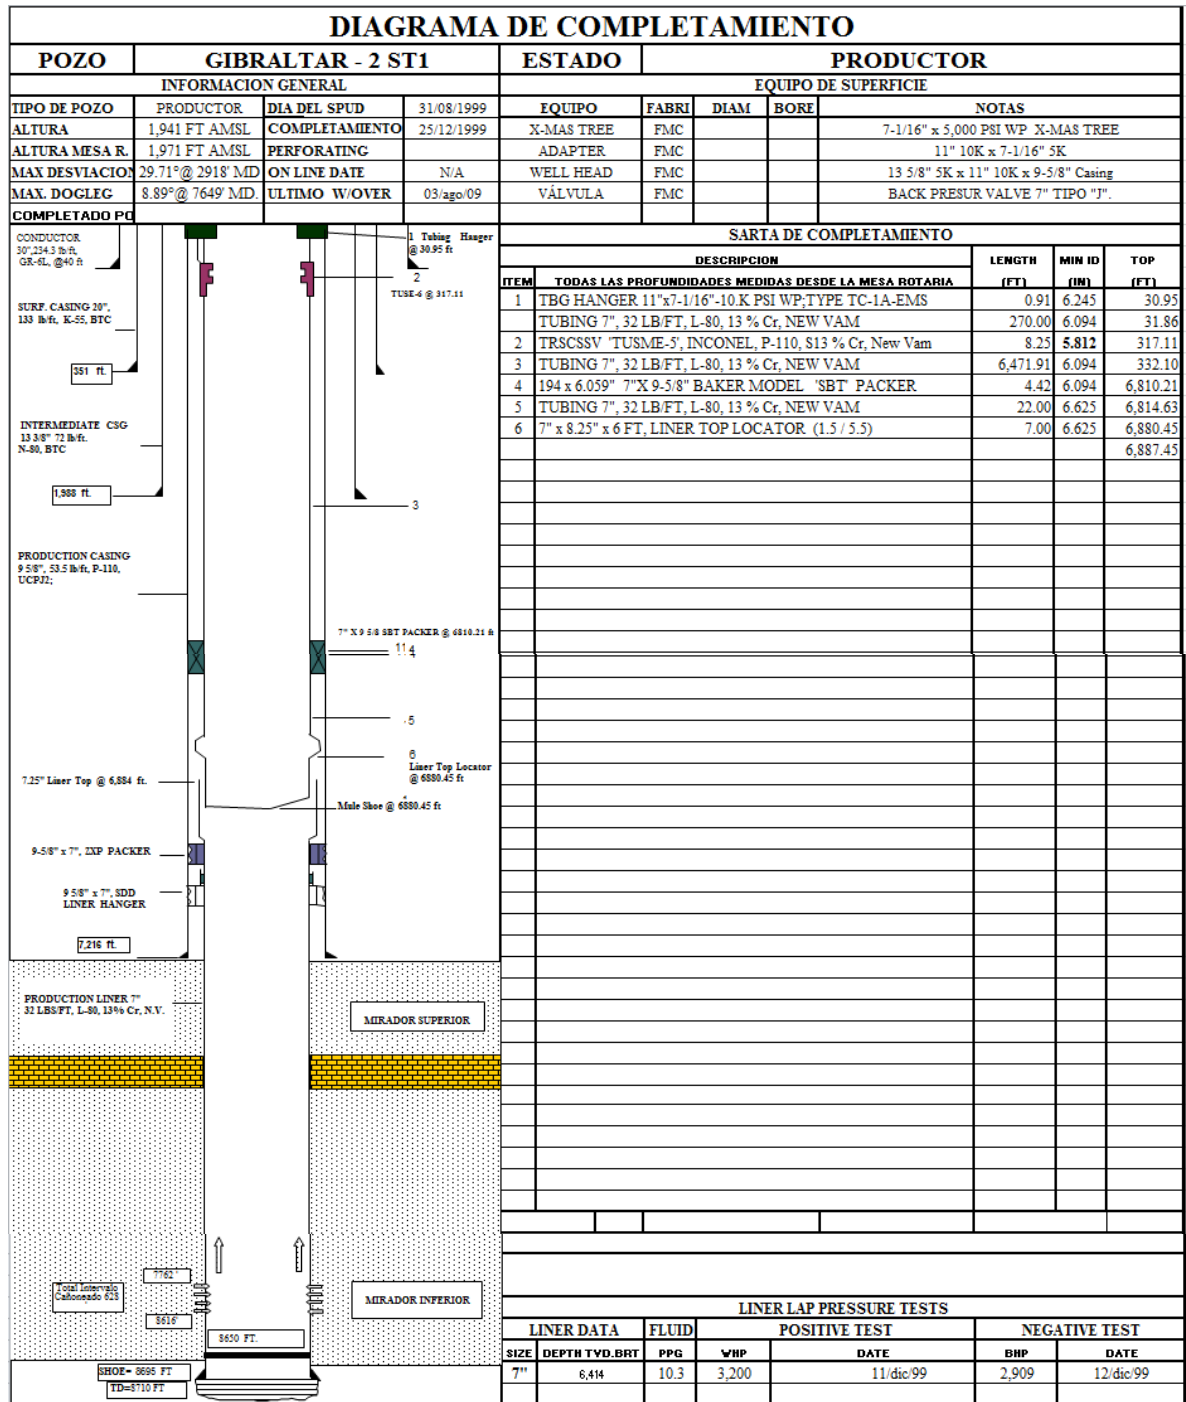 DIAGRAMA DE COMPLETAMIENTO
POZO GIBRALTAR - 2 ST1 ESTADO PRODUCTOR
INFORMACION GENERAL EQUIPO DE SUPERFICIE
TIPO DE POZO PRODUCTOR DIA DEL SPUD 31/08/1999 EQUIPO FABRI DIAM BORE NOTAS
ALTURA 1,941 FT AMSL COMPLETAMIENTO 25/12/1999 X-MAS TREE FMC 7-1/16" x 5,000 PSI WP X-MAS TREE
ALTURA MESA R. 1,971 FT AMSL PERFORATING ADAPTER FMC 11" 10K x 7-1/16" 5K
MAX DESVIACION 29.71°@ 2918' MD ON LINE DATE N/A WELL HEAD FMC 13 5/8" 5K x 11" 10K x 9-5/8" Casing
MAX. DOGLEG 8.89°@ 7649' MD. ULTIMO W/OVER 03/ago/09 VÁLVULA FMC BACK PRESUR VALVE 7" TIPO "J".
COMPLETADO PO
CONDUCTOR
30",234.3 lb/ft,
GR-6L, @40 ft
1 Tubing Hanger
@ 30.95 ft
2
TUSE-6 @ 317.11
SURF. CASING 20",
133 lb/ft, K-55, BTC
351 ft.
INTERMEDIATE CSG
13 3/8" 72 lb/ft.
N-80, BTC
1,988 ft.
3
PRODUCTION CASING
9 5/8", 53.5 lb/ft, P-110,
UCPJ2;
7" X 9 5/8 SBT PACKER @ 6810.21 ft
11 4
5
6
Liner Top Locator
@ 6880.45 ft
7.25" Liner Top @ 6,884 ft.
Mule Shoe @ 6880.45 ft
9-5/8" x 7", ZXP PACKER
9 5/8" x 7", SDD
LINER HANGER
7,216 ft.
PRODUCTION LINER 7"
32 LBS/FT, L-80, 13% Cr, N.V.
MIRADOR SUPERIOR
7762'
Total Intervalo
Cañoneado 628
MIRADOR INFERIOR
8616'
8650 FT.
SHOE= 8695 FT
TD=8710 FT
SARTA DE COMPLETAMIENTO
DESCRIPCION LENGTH MIN ID TOP
ITEM TODAS LAS PROFUNDIDADES MEDIDAS DESDE LA MESA ROTARIA (FT) (IN) (FT)
1 TBG HANGER 11"x7-1/16"-10.K PSI WP;TYPE TC-1A-EMS 0.91 6.245 30.95
TUBING 7", 32 LB/FT, L-80, 13 % Cr, NEW VAM 270.00 6.094 31.86
2 TRSCSSV 'TUSME-5', INCONEL, P-110, S13 % Cr, New Vam 8.25 5.812 317.11
3 TUBING 7", 32 LB/FT, L-80, 13 % Cr, NEW VAM 6,471.91 6.094 332.10
4 194 x 6.059" 7"X 9-5/8" BAKER MODEL 'SBT' PACKER 4.42 6.094 6,810.21
5 TUBING 7", 32 LB/FT, L-80, 13 % Cr, NEW VAM 22.00 6.625 6,814.63
6 7" x 8.25" x 6 FT, LINER TOP LOCATOR (1.5 / 5.5) 7.00 6.625 6,880.45
6,887.45
LINER LAP PRESSURE TESTS
LINER DATA FLUID POSITIVE TEST NEGATIVE TEST
SIZE DEPTH TVD.BRT PPG WHP DATE BHP DATE
7" 6,414 10.3 3,200 11/dic/99 2,909 12/dic/99